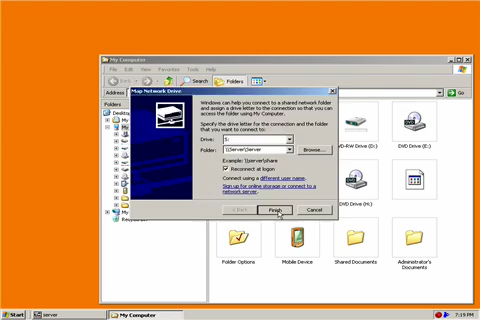 My Computer
File Edit View Favorites Tools Help
Back Search Folders
Address Go
Folders
Desktop
My
Map Network Drive
Windows can help you connect to a shared network folder
and assign a drive letter to the connection so that you can
access the folder using My Computer.
Specify the drive letter for the connection and the folder
that you want to connect to:
Drive: S:
Folder: \\Server\Server Browse...
Example: \\server\share
Reconnect at logon
Connect using a different user name.
Sign up for online storage or connect to a
network server.
< Back Finish Cancel
DVD-RW Drive (D:)
DVD Drive (E:)
DVD Drive (H:)
Folder Options Mobile Device Shared Documents Administrator's
Documents
Start server My Computer 7:19 PM